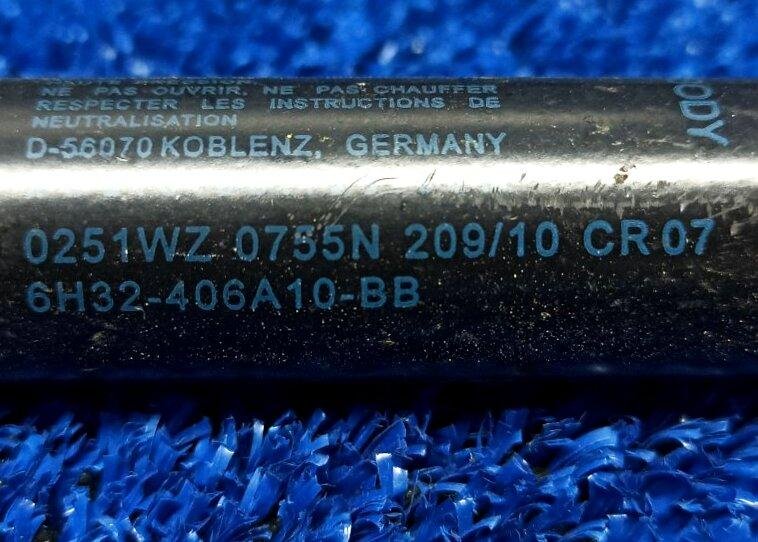 NE PAS OUVRIR. NE PAS CHAUFFER
RESPECTER LES INSTRUCTIONS DE
NEUTRALISATION
D-56070 KOBLENZ, GERMANY
ODY
0251WZ 0755N 209/10 CR07
6H32-406A10-BB